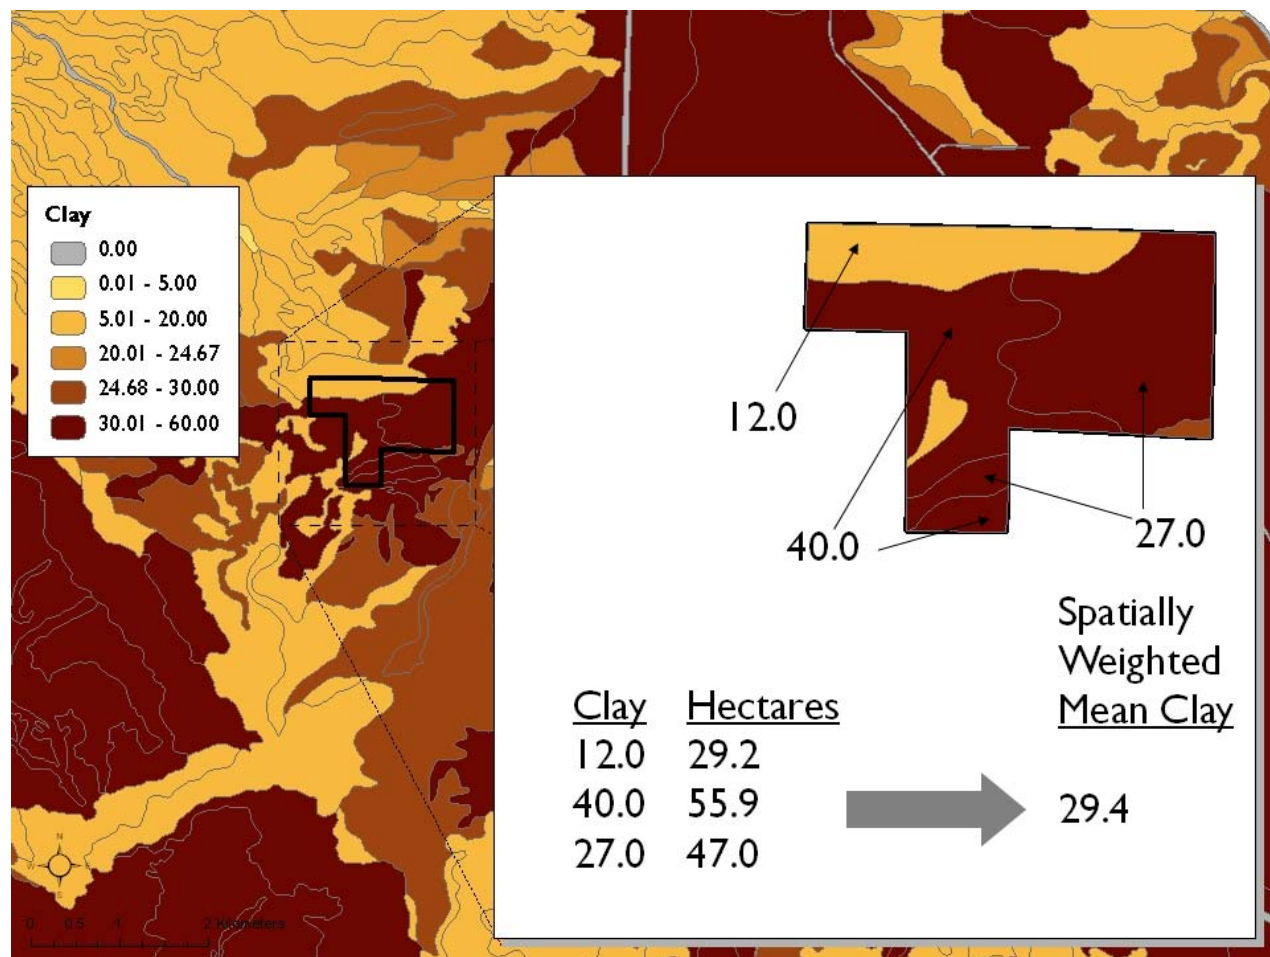 Clay
0.00
0.01 - 5.00
5.01 - 20.00
20.01 - 24.67
24.68 - 30.00
30.01 - 60.00
12.0
40.0
27.0
Spatially
Weighted
Mean Clay
Clay Hectares
12.0 29.2
40.0 55.9
27.0 47.0
29.4
N
W E
S
0 0.5 1 2 Kilometers